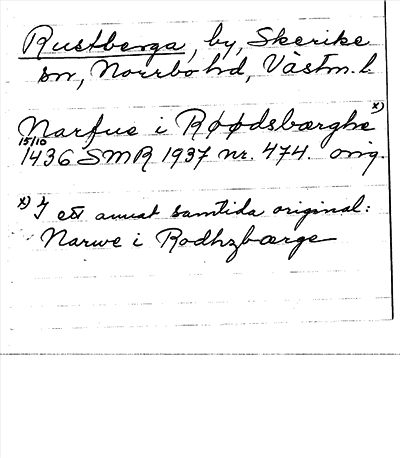 Rustberga, by, Skerike
sn, Norrbo hd, Västm. l.
Narfue i Røødsbærghe x)
15/10
1436 SMR 1937 nr. 474. orig.
x) I ett annat samtida original:
Narwe i Rodhzbærge